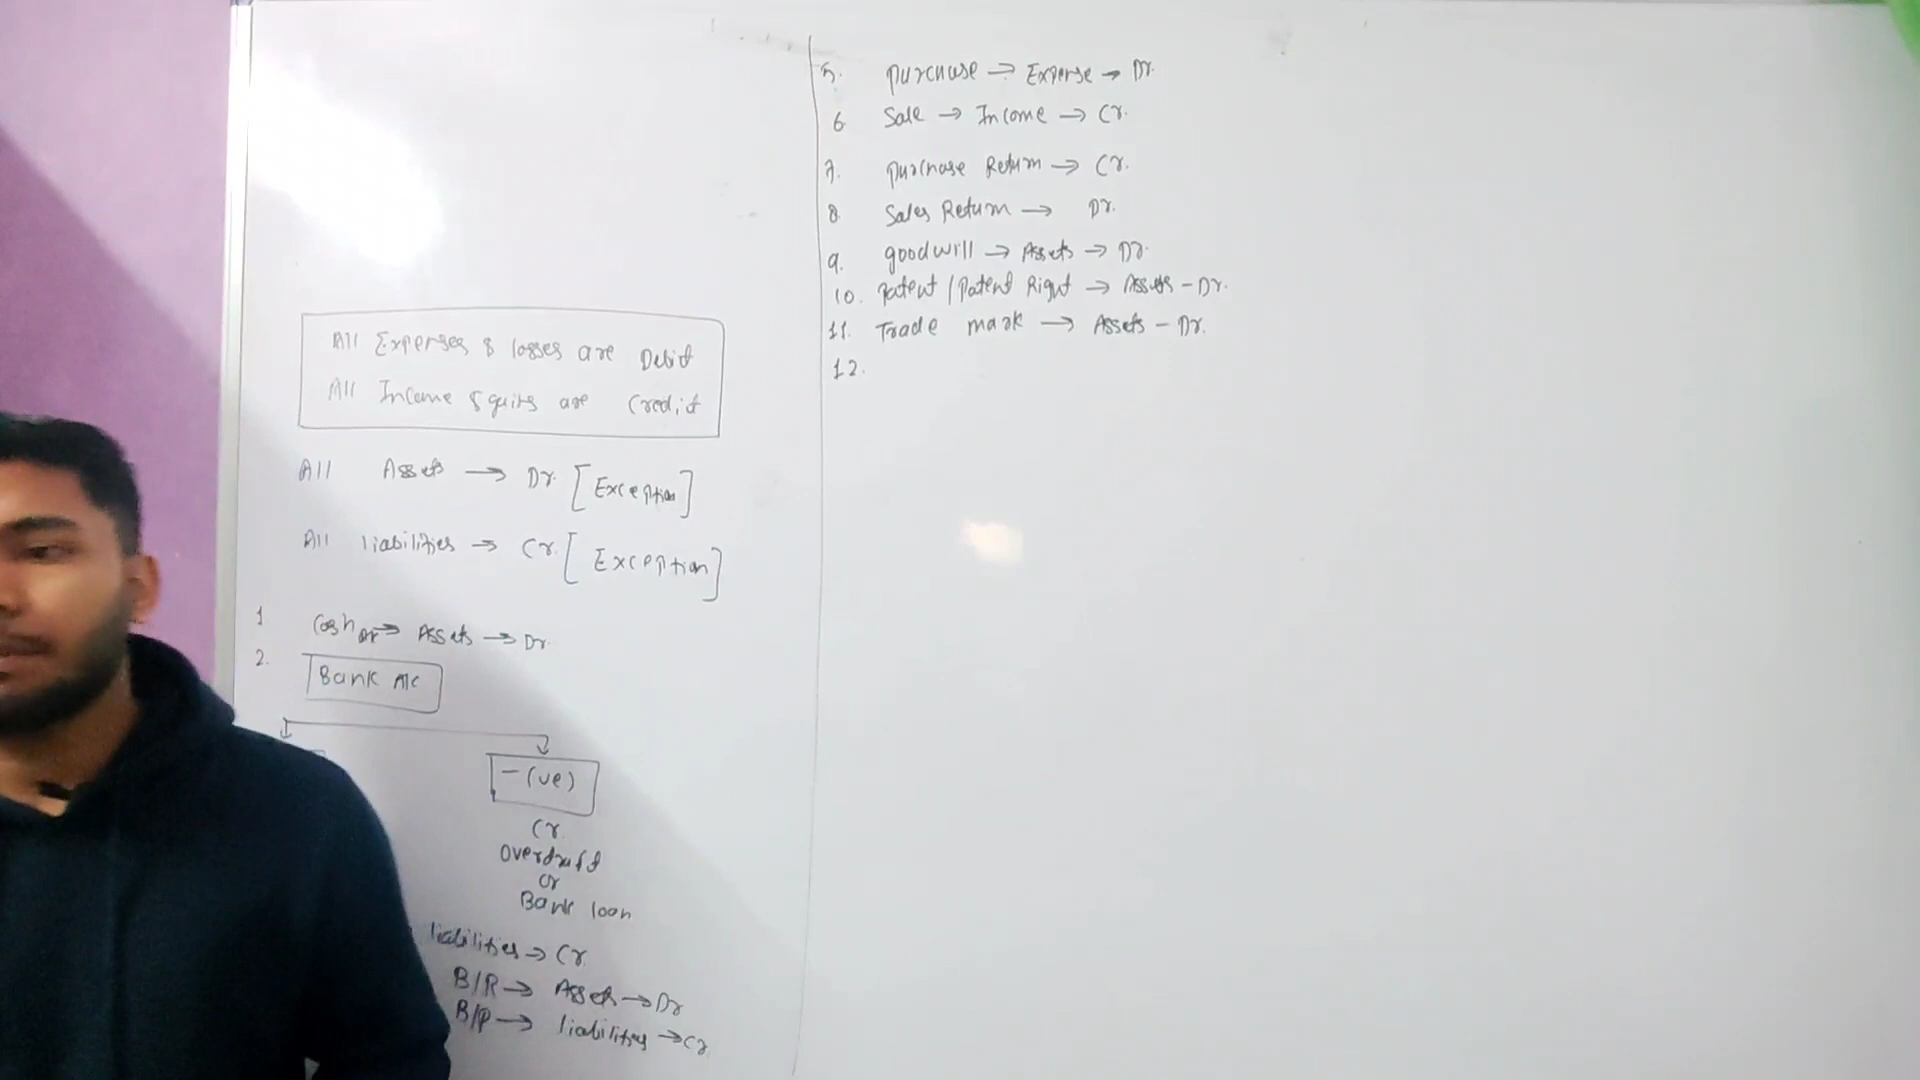 All Expenses & losses are Debit
All Income & gains are Credit
All Assets → Dr. [Exception]
All liabilities → Cr. [Exception]
1 Cash → Assets → Dr.
2. Bank A/c
-(ve)
Cr.
Overdraft
or
Bank loan
liabilities → Cr
B/R → Assets → Dr
B/P → liabilities → Cr
5. purchase → Expense → Dr.
6 Sale → Income → Cr.
7. purchase Return → Cr.
8. Sales Return → Dr.
9. goodwill → Assets → Dr.
10. Patent / Patent Right → Assets - Dr.
11. Trade mark → Assets - Dr.
12.